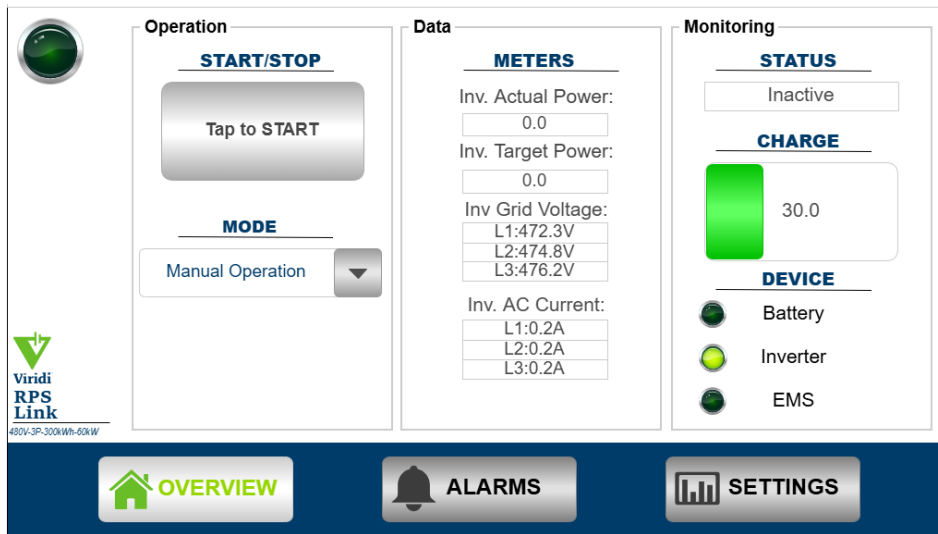 Operation
START/STOP
Tap to START
MODE
Manual Operation
Data
METERS
Inv. Actual Power:
0.0
Inv. Target Power:
0.0
Inv Grid Voltage:
L1:472.3V
L2:474.8V
L3:476.2V
Inv. AC Current:
L1:0.2A
L2:0.2A
L3:0.2A
Monitoring
STATUS
Inactive
CHARGE
30.0
DEVICE
Battery
Inverter
EMS
Viridi
RPS
Link
480V-3P-300kWh-60kW
OVERVIEW
ALARMS
SETTINGS